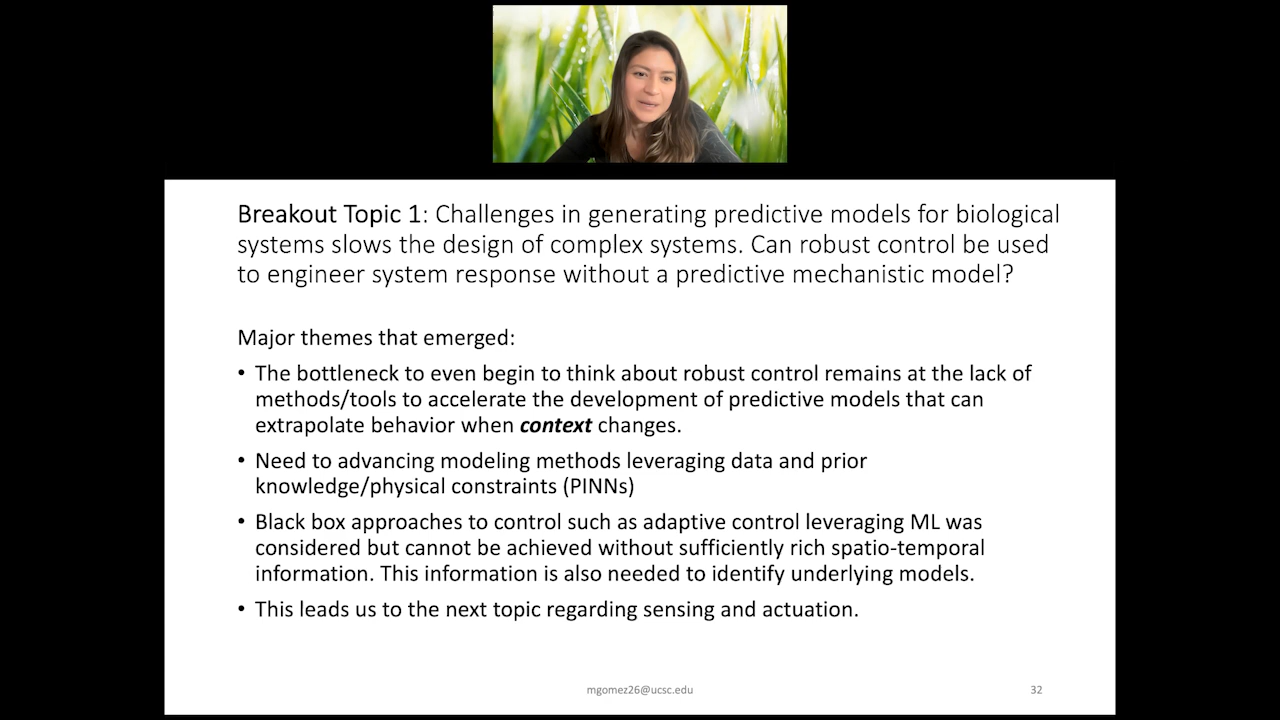 Breakout Topic 1: Challenges in generating predictive models for biological
systems slows the design of complex systems. Can robust control be used
to engineer system response without a predictive mechanistic model?
Major themes that emerged:
• The bottleneck to even begin to think about robust control remains at the lack of
methods/tools to accelerate the development of predictive models that can
extrapolate behavior when context changes.
• Need to advancing modeling methods leveraging data and prior
knowledge/physical constraints (PINNs)
• Black box approaches to control such as adaptive control leveraging ML was
considered but cannot be achieved without sufficiently rich spatio-temporal
information. This information is also needed to identify underlying models.
• This leads us to the next topic regarding sensing and actuation.
mgomez26@ucsc.edu
32